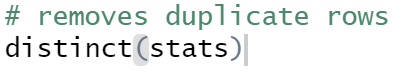 # removes duplicate rows
distinct(stats)